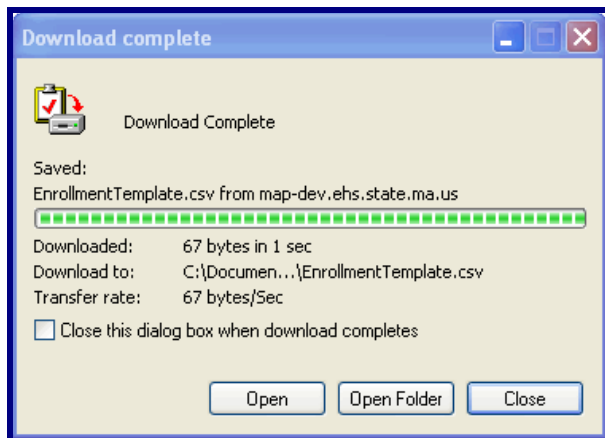 Download complete
Download Complete
Saved:
EnrollmentTemplate.csv from map-dev.ehs.state.ma.us
Downloaded: 67 bytes in 1 sec
Download to: C:\Documen...\EnrollmentTemplate.csv
Transfer rate: 67 bytes/Sec
Close this dialog box when download completes
Open Open Folder Close